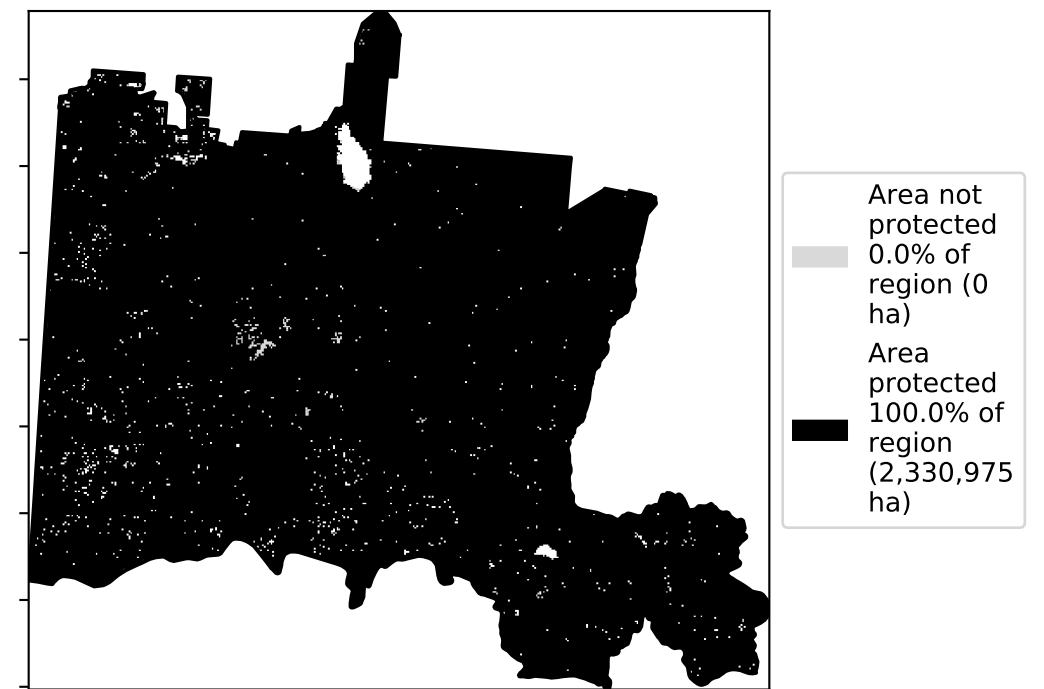 Area not
protected
0.0% of
region (0
ha)
Area
protected
100.0% of
region
(2,330,975
ha)